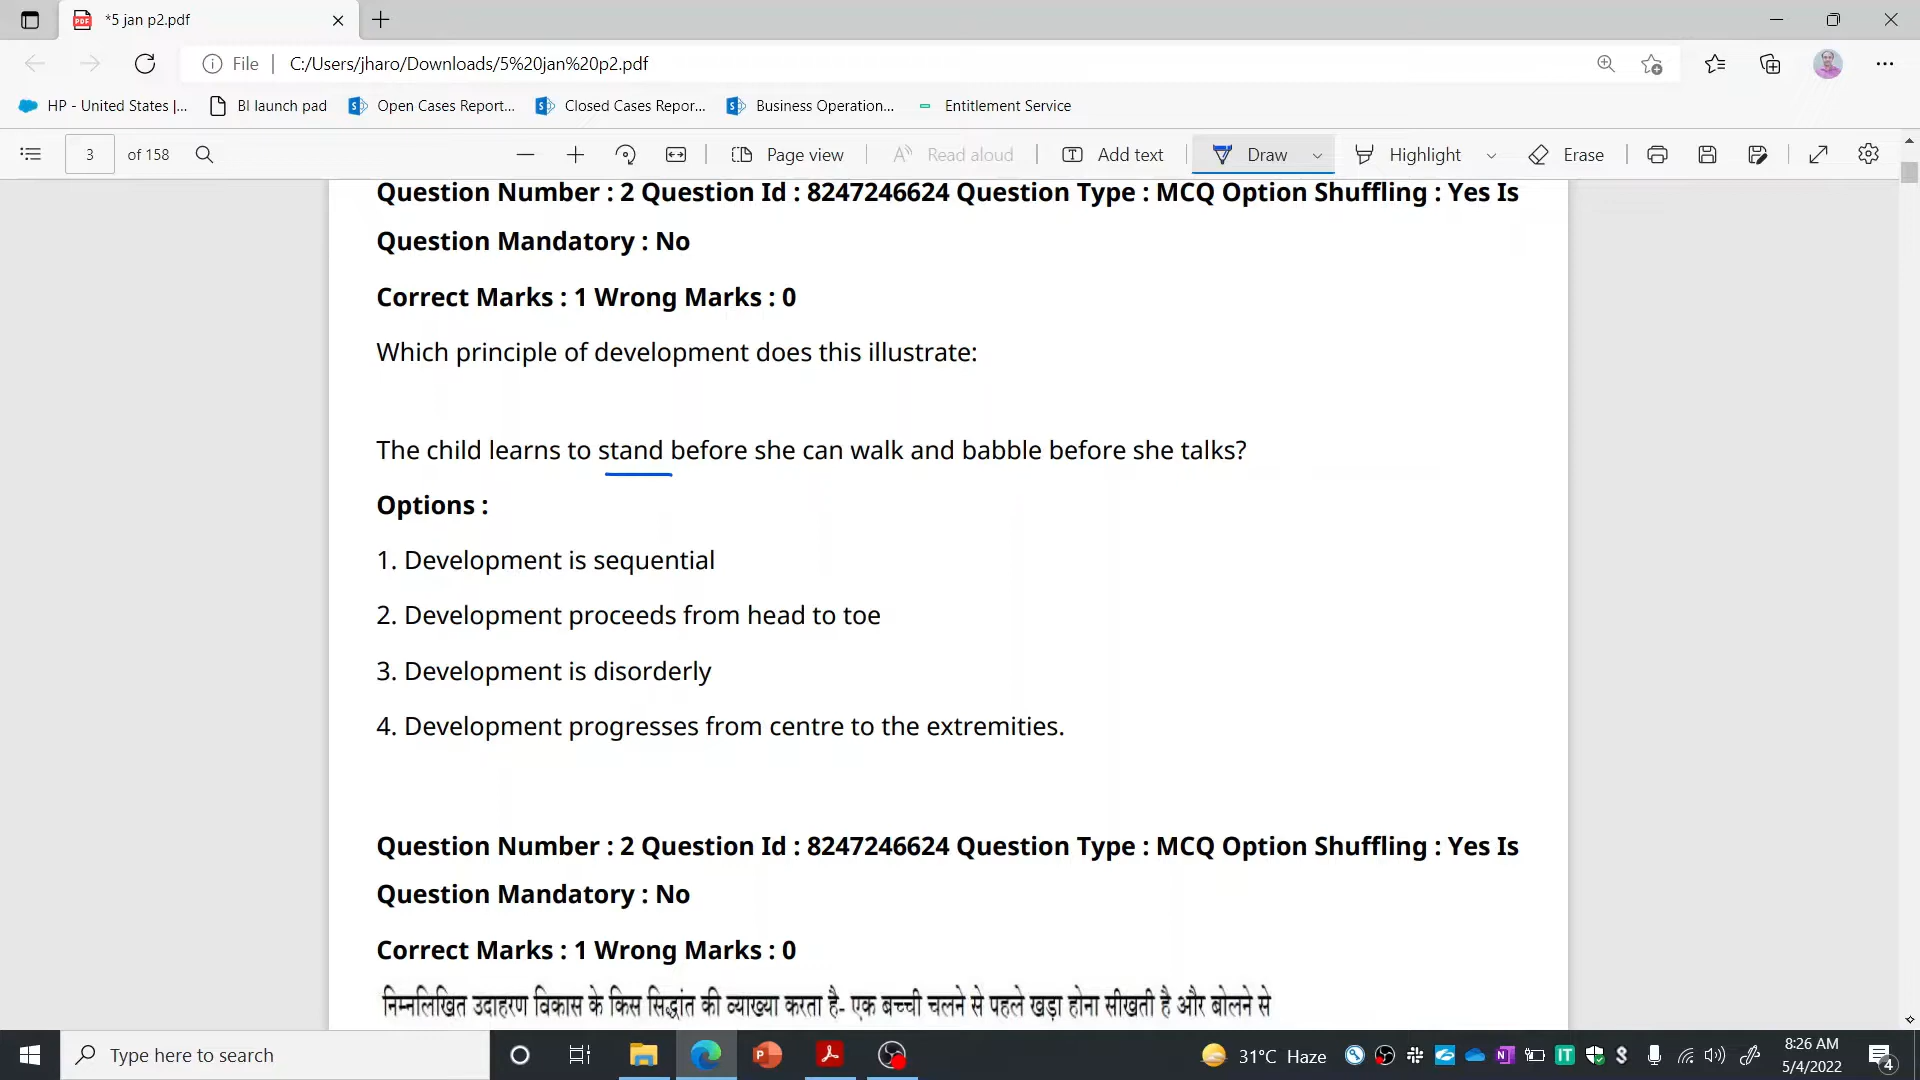 *5 jan p2.pdf
File
C:/Users/jharo/Downloads/5%20jan%20p2.pdf
HP - United States |...
BI launch pad
Open Cases Report...
Closed Cases Repor...
Business Operation...
Entitlement Service
3 of 158
Page view
Read aloud
Add text
Draw
Highlight
Erase
Question Number : 2 Question Id : 8247246624 Question Type : MCQ Option Shuffling : Yes Is
Question Mandatory : No
Correct Marks : 1 Wrong Marks : 0
Which principle of development does this illustrate:
The child learns to stand before she can walk and babble before she talks?
Options :
1. Development is sequential
2. Development proceeds from head to toe
3. Development is disorderly
4. Development progresses from centre to the extremities.
Question Number : 2 Question Id : 8247246624 Question Type : MCQ Option Shuffling : Yes Is
Question Mandatory : No
Correct Marks : 1 Wrong Marks : 0
निम्नलिखित उदाहरण विकास के किस सिद्धांत की व्याख्या करता है- एक बच्ची चलने से पहले खड़ा होना सीखती है और बोलने से
Type here to search
31°C Haze
8:26 AM
5/4/2022
4